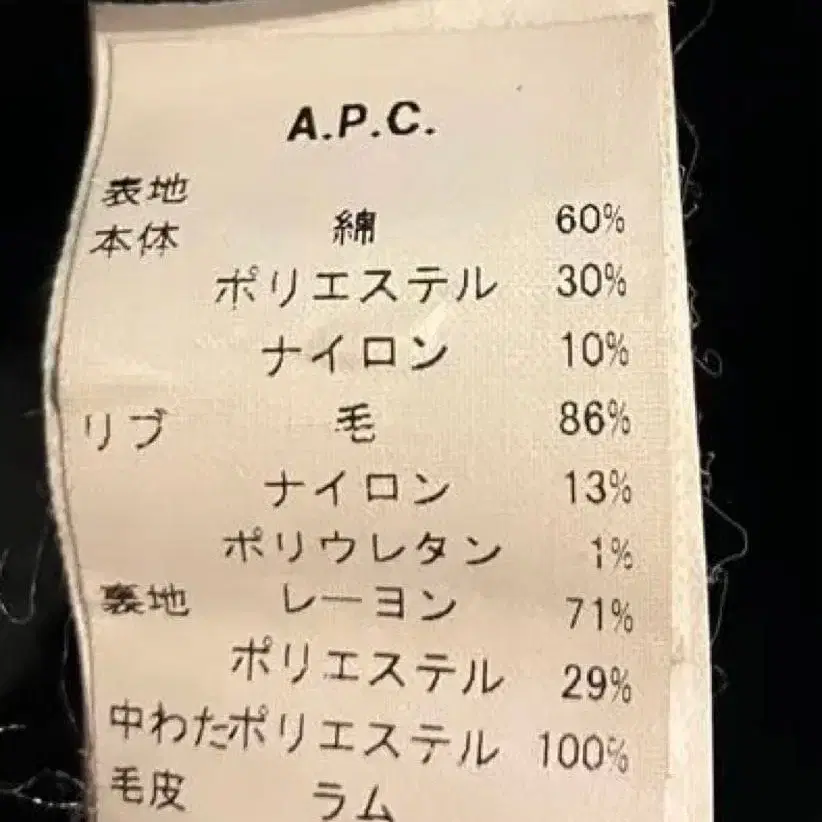 A.P.C.
表地
本体 綿 60%
ポリエステル 30%
ナイロン 10%
リブ 毛 86%
ナイロン 13%
ポリウレタン 1%
裏地 レーヨン 71%
ポリエステル 29%
中わた ポリエステル 100%
毛皮 ラム